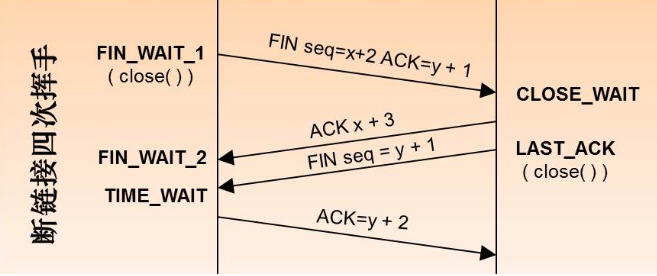 断链接四次挥手
FIN_WAIT_1
( close( ) )
FIN seq=x+2 ACK=y + 1
CLOSE_WAIT
ACK x + 3
FIN_WAIT_2
FIN seq = y + 1
LAST_ACK
( close( ) )
TIME_WAIT
ACK=y + 2